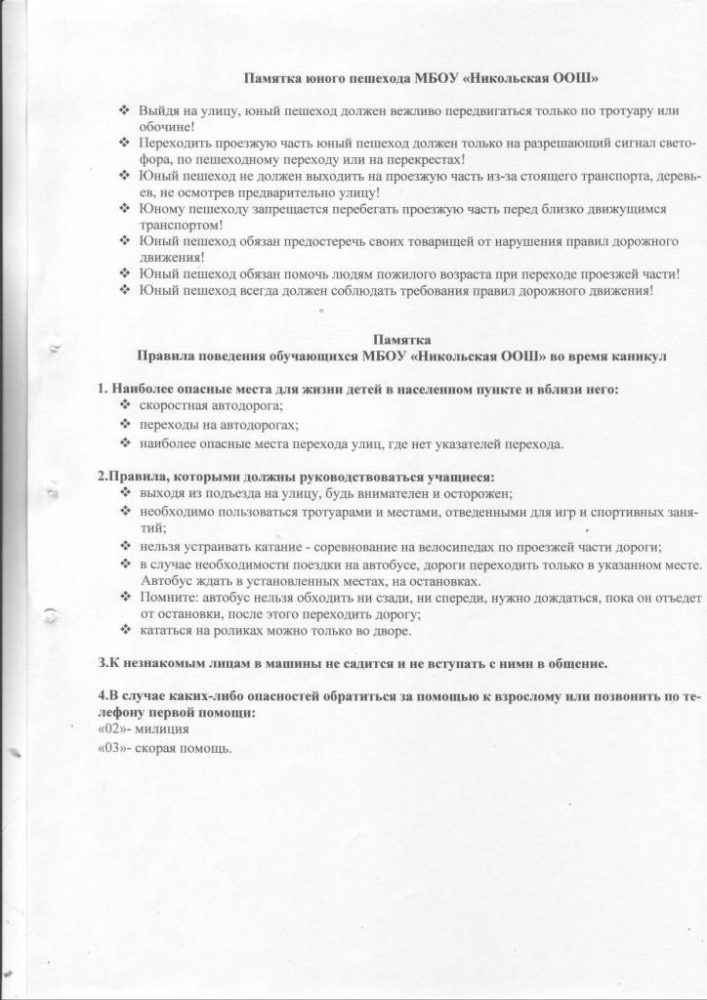 Памятка юного пешехода МБОУ «Никольская ООШ»
❖ Выйдя на улицу, юный пешеход должен вежливо передвигаться только по тротуару или
обочине!
❖ Переходить проезжую часть юный пешеход должен только на разрешающий сигнал свето-
фора, по пешеходному переходу или на перекрестах!
❖ Юный пешеход не должен выходить на проезжую часть из-за стоящего транспорта, деревь-
ев, не осмотрев предварительно улицу!
❖ Юному пешеходу запрещается перебегать проезжую часть перед близко движущимся
транспортом!
❖ Юный пешеход обязан предостеречь своих товарищей от нарушения правил дорожного
движения!
❖ Юный пешеход обязан помочь людям пожилого возраста при переходе проезжей части!
❖ Юный пешеход всегда должен соблюдать требования правил дорожного движения!
Памятка
Правила поведения обучающихся МБОУ «Никольская ООШ» во время каникул
1. Наиболее опасные места для жизни детей в населенном пункте и вблизи него:
❖ скоростная автодорога;
❖ переходы на автодорогах;
❖ наиболее опасные места перехода улиц, где нет указателей перехода.
2.Правила, которыми должны руководствоваться учащиеся:
❖ выходя из подъезда на улицу, будь внимателен и осторожен;
❖ необходимо пользоваться тротуарами и местами, отведенными для игр и спортивных заня-
тий;
❖ нельзя устраивать катание - соревнование на велосипедах по проезжей части дороги;
❖ в случае необходимости поездки на автобусе, дороги переходить только в указанном месте.
Автобус ждать в установленных местах, на остановках.
❖ Помните: автобус нельзя обходить ни сзади, ни спереди, нужно дождаться, пока он отъедет
от остановки, после этого переходить дорогу;
❖ кататься на роликах можно только во дворе.
3.К незнакомым лицам в машины не садится и не вступать с ними в общение.
4.В случае каких-либо опасностей обратиться за помощью к взрослому или позвонить по те-
лефону первой помощи:
«02»- милиция
«03»- скорая помощь.